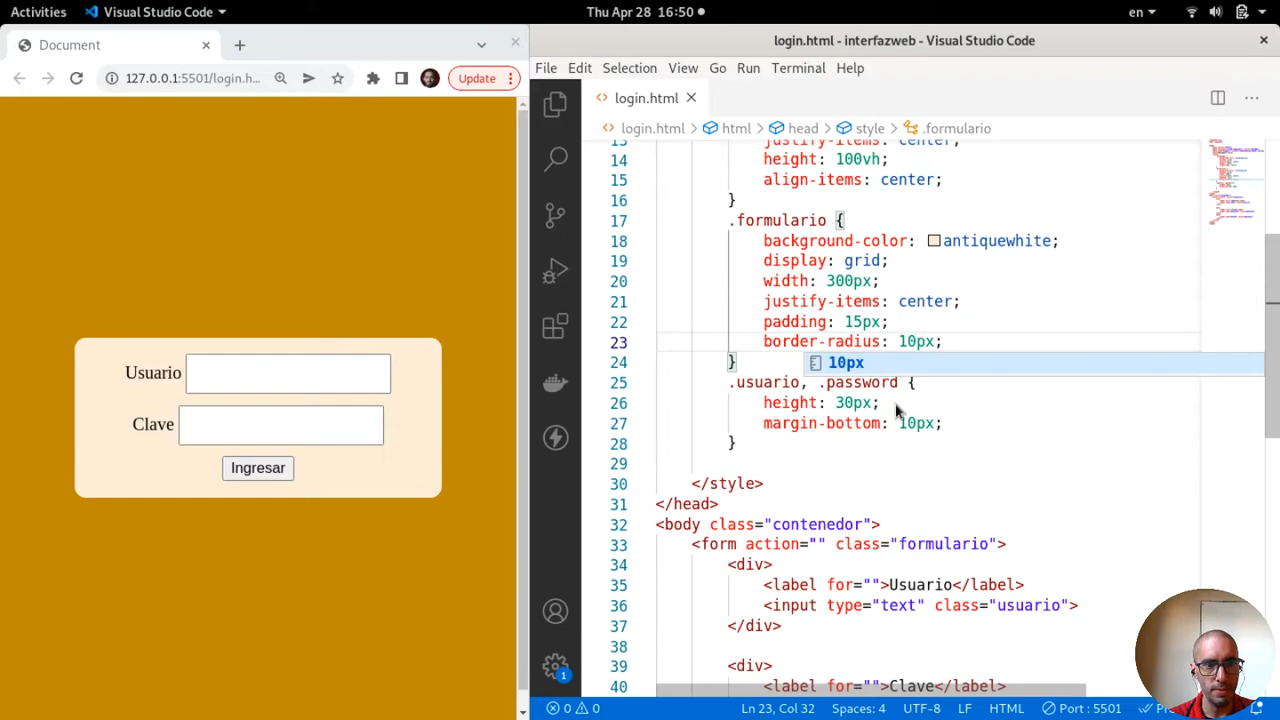 Activities
Visual Studio Code
Thu Apr 28 16:50
en
Document
127.0.0.1:5501/login.h...
Update
Usuario
Clave
Ingresar
login.html - interfazweb - Visual Studio Code
File Edit Selection View Go Run Terminal Help
login.html
login.html > html > head > style > .formulario
13 justify-items: center;
14 height: 100vh;
15 align-items: center;
16 }
17 .formulario {
18 background-color: antiquewhite;
19 display: grid;
20 width: 300px;
21 justify-items: center;
22 padding: 15px;
23 border-radius: 10px;
24 }
10px
25 .usuario, .password {
26 height: 30px;
27 margin-bottom: 10px;
28 }
29
30 </style>
31 </head>
32 <body class="contenedor">
33 <form action="" class="formulario">
34 <div>
35 <label for="">Usuario</label>
36 <input type="text" class="usuario">
37 </div>
38
39 <div>
40 <label for="">Clave</label>
1
0 0 Ln 23, Col 32 Spaces: 4 UTF-8 LF HTML Port : 5501